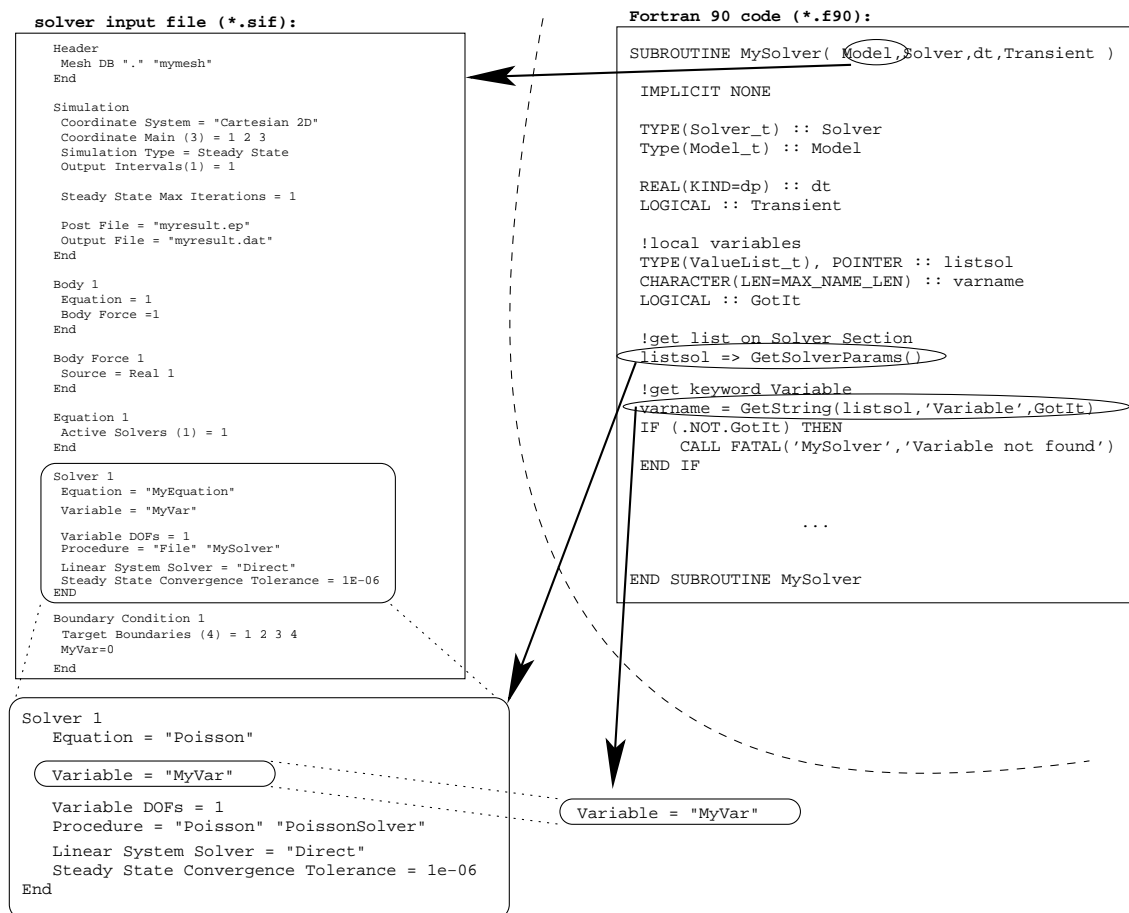 solver input file (*.sif):
Header
Mesh DB "." "mymesh"
End
Simulation
Coordinate System = "Cartesian 2D"
Coordinate Main (3) = 1 2 3
Simulation Type = Steady State
Output Intervals(1) = 1
Steady State Max Iterations = 1
Post File = "myresult.ep"
Output File = "myresult.dat"
End
Body 1
Equation = 1
Body Force =1
End
Body Force 1
Source = Real 1
End
Equation 1
Active Solvers (1) = 1
End
Solver 1
Equation = "MyEquation"
Variable = "MyVar"
Variable DOFs = 1
Procedure = "File" "MySolver"
Linear System Solver = "Direct"
Steady State Convergence Tolerance = 1E-06
END
Boundary Condition 1
Target Boundaries (4) = 1 2 3 4
MyVar=0
End
Fortran 90 code (*.f90):
SUBROUTINE MySolver( Model,Solver,dt,Transient )
IMPLICIT NONE
TYPE(Solver_t) :: Solver
Type(Model_t) :: Model
REAL(KIND=dp) :: dt
LOGICAL :: Transient
!local variables
TYPE(ValueList_t), POINTER :: listsol
CHARACTER(LEN=MAX_NAME_LEN) :: varname
LOGICAL :: GotIt
!get list on Solver Section
listsol => GetSolverParams()
!get keyword Variable
varname = GetString(listsol,'Variable',GotIt)
IF (.NOT.GotIt) THEN
CALL FATAL('MySolver','Variable not found')
END IF
...
END SUBROUTINE MySolver
Solver 1
Equation = "Poisson"
Variable = "MyVar"
Variable DOFs = 1
Procedure = "Poisson" "PoissonSolver"
Linear System Solver = "Direct"
Steady State Convergence Tolerance = 1e-06
End
Variable = "MyVar"